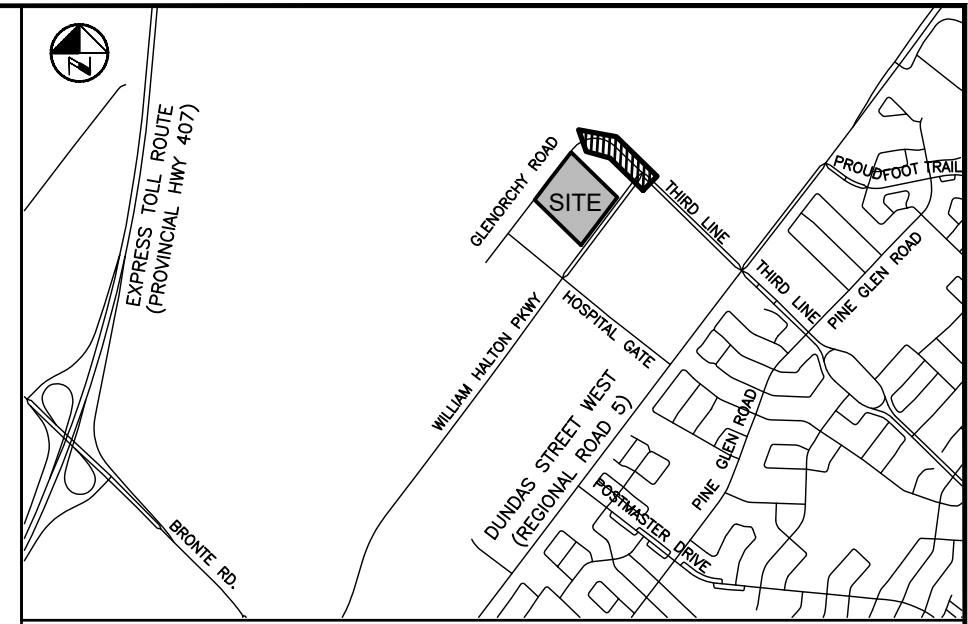 N
EXPRESS TOLL ROUTE
(PROVINCIAL HWY 407)
GLENORCHY ROAD
SITE
THIRD LINE
PROUDFOOT TRAIL
THIRD LINE
PINE GLEN ROAD
HOSPITAL GATE
WILLIAM HALTON PKWY
DUNDAS STREET WEST
(REGIONAL ROAD 5)
PINE GLEN ROAD
POSTMASTER DRIVE
BRONTE RD.